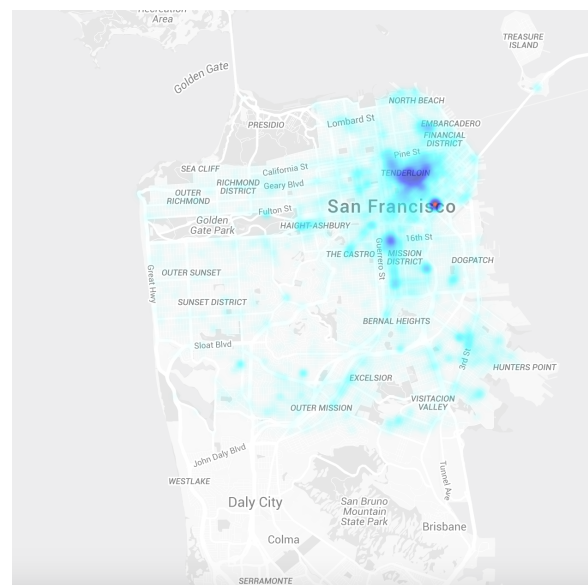 Recreation
Area
TREASURE
ISLAND
Golden Gate
NORTH BEACH
Lombard St
EMBARCADERO
PRESIDIO
FINANCIAL
DISTRICT
Pine St
SEA CLIFF
California St
TENDERLOIN
RICHMOND
DISTRICT
Geary Blvd
OUTER
RICHMOND
San Francisco
Fulton St
Golden
Gate Park
HAIGHT-ASHBURY
16th St
Guerrero St
THE CASTRO
MISSION
DISTRICT
DOGPATCH
Great Hwy
OUTER SUNSET
SUNSET DISTRICT
BERNAL HEIGHTS
Sloat Blvd
3rd St
HUNTERS POINT
EXCELSIOR
OUTER MISSION
VISITACION
VALLEY
John Daly Blvd
WESTLAKE
Tunnel Ave
Daly City
San Bruno
Mountain
State Park
Brisbane
Colma
SERRAMONTE